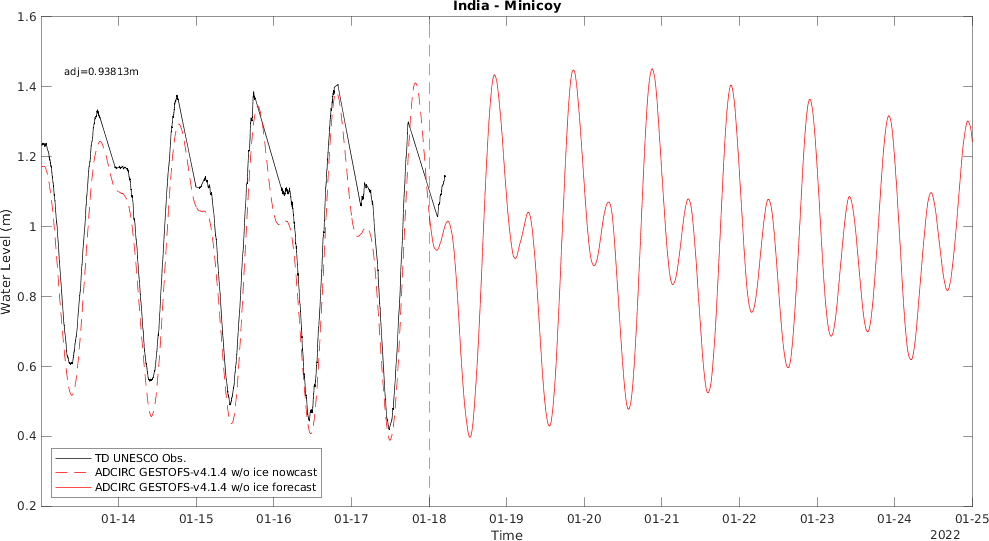 India - Minicoy
1.6
1.4
1.2
1
0.8
0.6
0.4
0.2
Water Level (m)
adj=0.93813m
TD UNESCO Obs.
ADCIRC GESTOFS-v4.1.4 w/o ice nowcast
ADCIRC GESTOFS-v4.1.4 w/o ice forecast
01-14 01-15 01-16 01-17 01-18 01-19 01-20 01-21 01-22 01-23 01-24 01-25
Time
2022